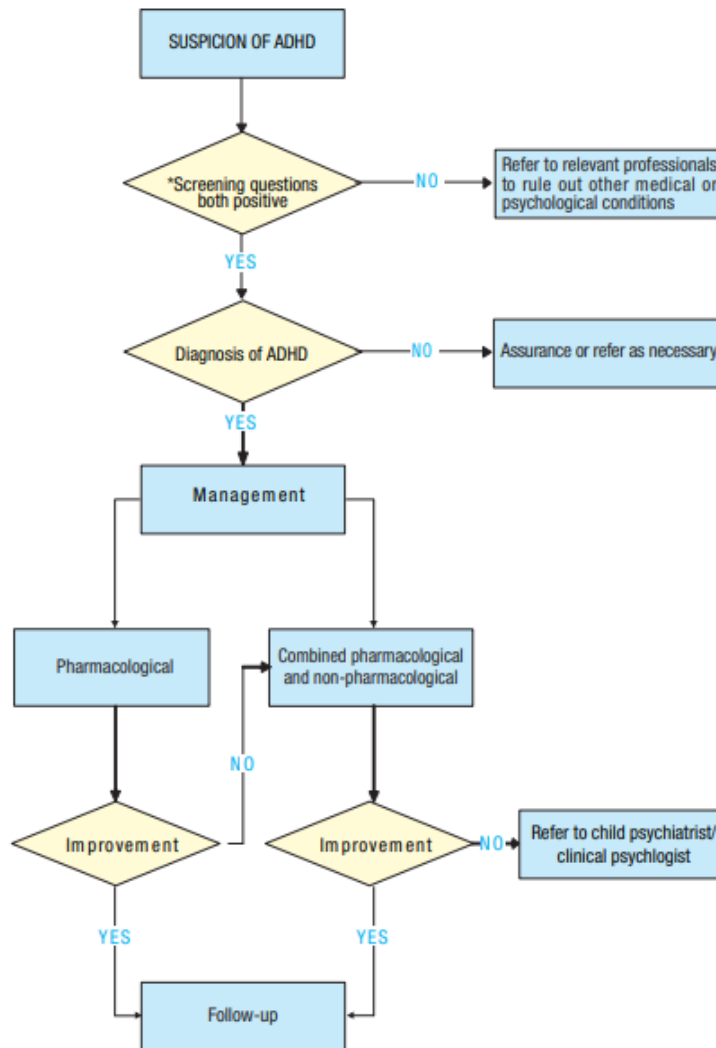 SUSPICION OF ADHD
*Screening questions
both positive
NO
Refer to relevant professionals
to rule out other medical or
psychological conditions
YES
Diagnosis of ADHD
NO
Assurance or refer as necessary
YES
Management
Pharmacological
Combined pharmacological
and non-pharmacological
NO
Improvement
Improvement
NO
Refer to child psychiatrist/
clinical psychlogist
YES
YES
Follow-up